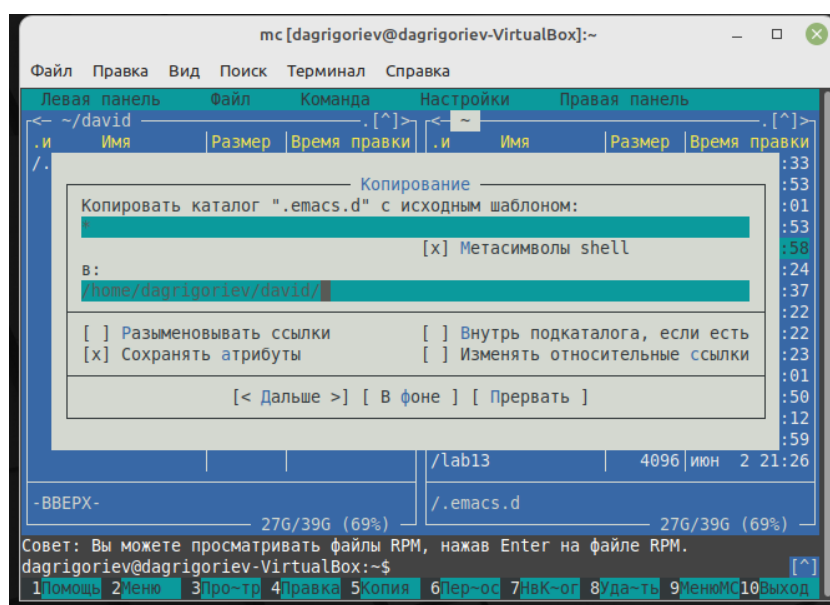 mc [dagrigoriev@dagrigoriev-VirtualBox]:~
Файл Правка Вид Поиск Терминал Справка
Левая панель Файл Команда Настройки Правая панель
<— ~/david .[^]> <— ~ .[^]>
.и Имя Размер Время правки .и Имя Размер Время правки
/. :33
Копирование :53
Копировать каталог ".emacs.d" с исходным шаблоном: :01
* :53
[x] Метасимволы shell :58
в: :24
/home/dagrigoriev/david/ :37
:22
[ ] Разыменовывать ссылки [ ] Внутрь подкаталога, если есть :22
[x] Сохранять атрибуты [ ] Изменять относительные ссылки :23
:01
[< Дальше >] [ В фоне ] [ Прервать ] :50
:12
:59
/lab13 4096 июн 2 21:26
-ВВЕРХ- /.emacs.d
27G/39G (69%) 27G/39G (69%)
Совет: Вы можете просматривать файлы RPM, нажав Enter на файле RPM.
dagrigoriev@dagrigoriev-VirtualBox:~$ [^]
1Помощь 2Меню 3Про~тр 4Правка 5Копия 6Пер~ос 7НвК~ог 8Уда~ть 9МенюМС 10Выход